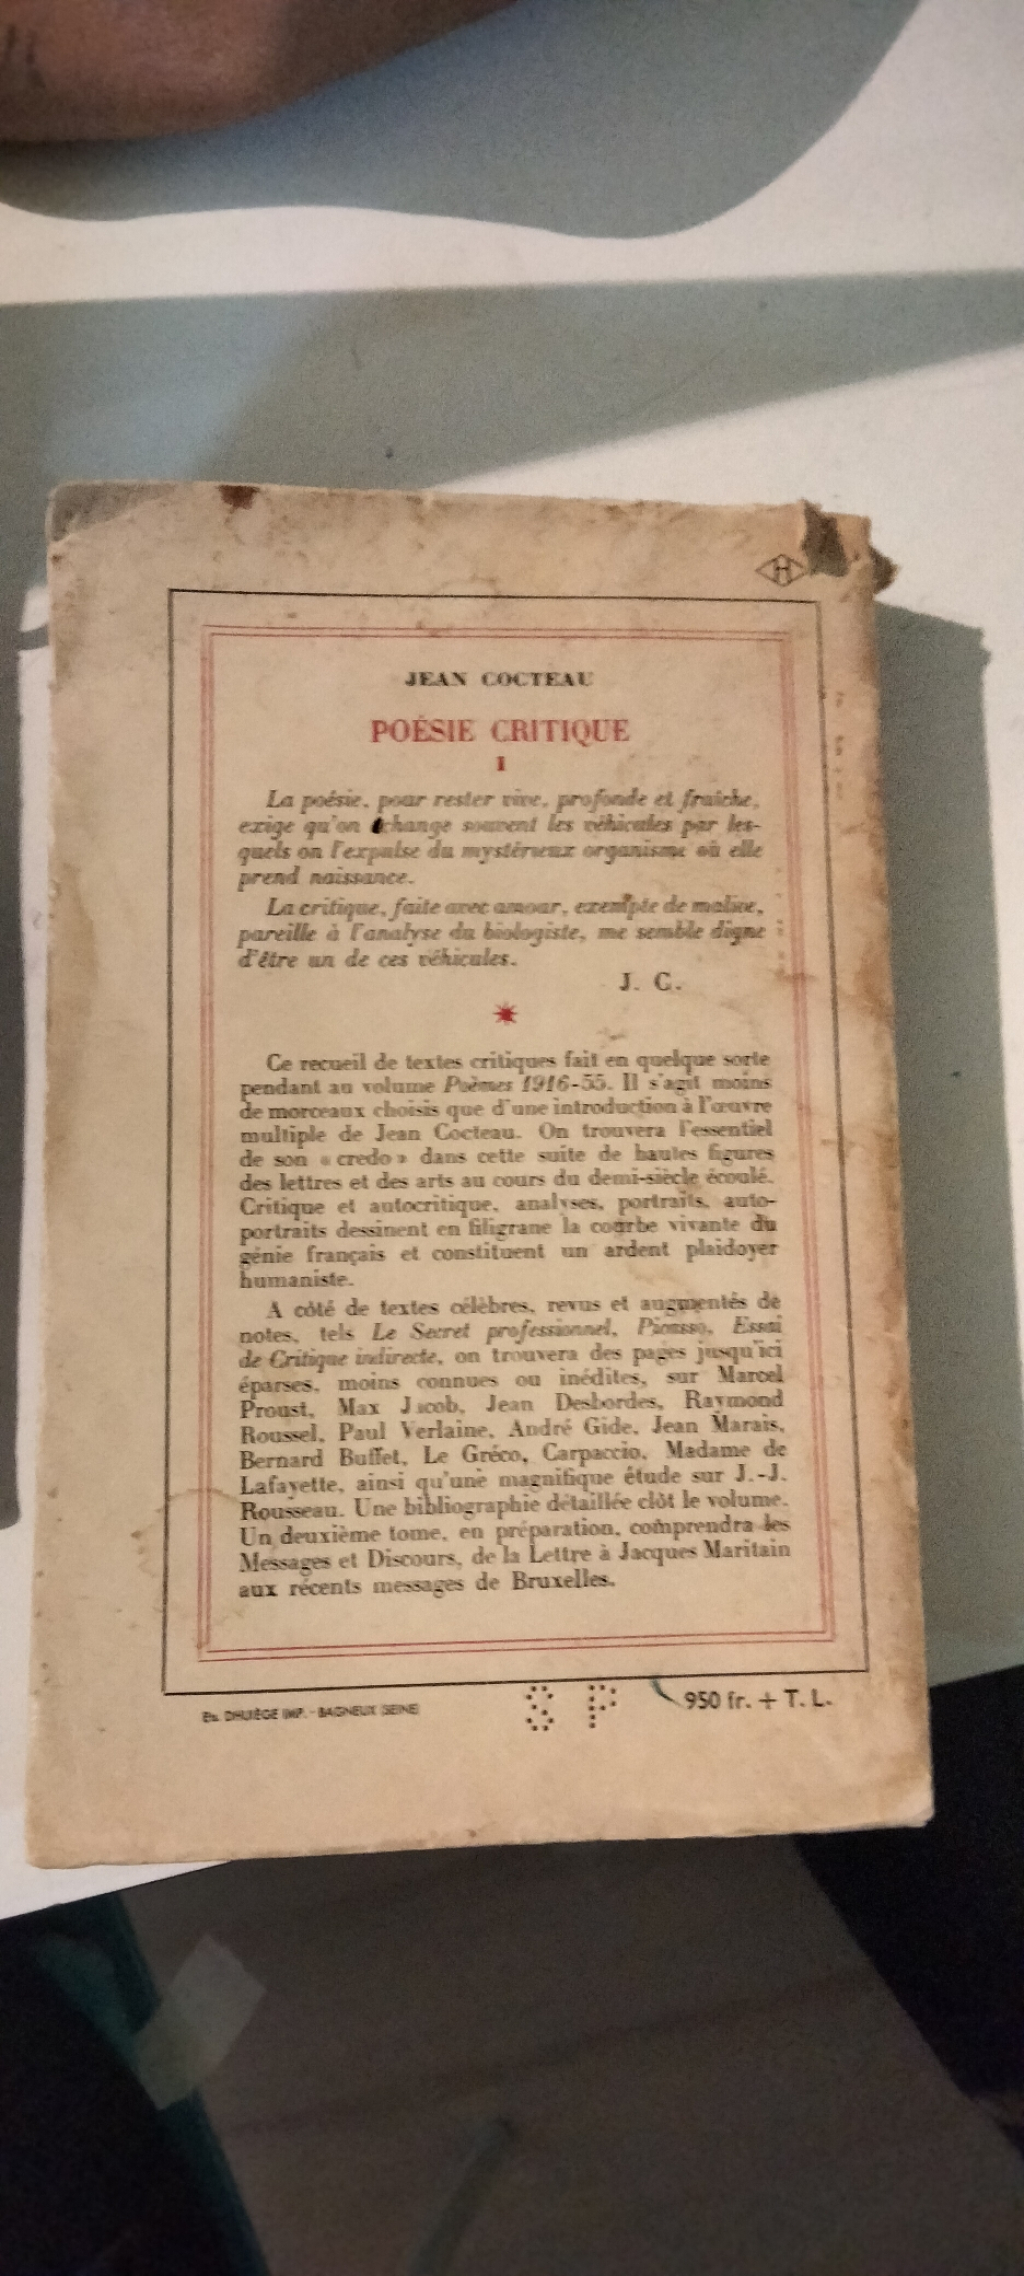 H
JEAN COCTEAU
POÉSIE CRITIQUE
I
La poésie, pour rester vive, profonde et fraîche,
exige qu'on échange souvent les véhicules par les-
quels on l'expulse du mystérieux organisme où elle
prend naissance.
La critique, faite avec amour, exempte de malice,
pareille à l'analyse du biologiste, me semble digne
d'être un de ces véhicules.
J. C.
Ce recueil de textes critiques fait en quelque sorte
pendant au volume Poèmes 1916-55. Il s'agit moins
de morceaux choisis que d'une introduction à l'œuvre
multiple de Jean Cocteau. On trouvera l'essentiel
de son « credo » dans cette suite de hautes figures
des lettres et des arts au cours du demi-siècle écoulé.
Critique et autocritique, analyses, portraits, auto-
portraits dessinent en filigrane la courbe vivante du
génie français et constituent un ardent plaidoyer
humaniste.
A côté de textes célèbres, revus et augmentés de
notes, tels Le Secret professionnel, Picasso, Essai
de Critique indirecte, on trouvera des pages jusqu'ici
éparses, moins connues ou inédites, sur Marcel
Proust, Max Jacob, Jean Desbordes, Raymond
Roussel, Paul Verlaine, André Gide, Jean Marais,
Bernard Buffet, Le Gréco, Carpaccio, Madame de
Lafayette, ainsi qu'une magnifique étude sur J.-J.
Rousseau. Une bibliographie détaillée clôt le volume.
Un deuxième tome, en préparation, comprendra les
Messages et Discours, de la Lettre à Jacques Maritain
aux récents messages de Bruxelles.
Ets. DHUIÈGE IMP. - BAGNEUX (SEINE)
S P
950 fr. + T. L.